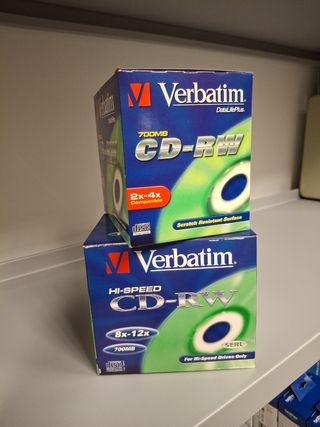 Verbatim
DataLifePlus
700MB
CD-RW
2x-4x
Compatible
Scratch Resistant Surface
Verbatim
HI-SPEED
CD-RW
8x-12x
700MB
SERL
For Hi-Speed Drives Only